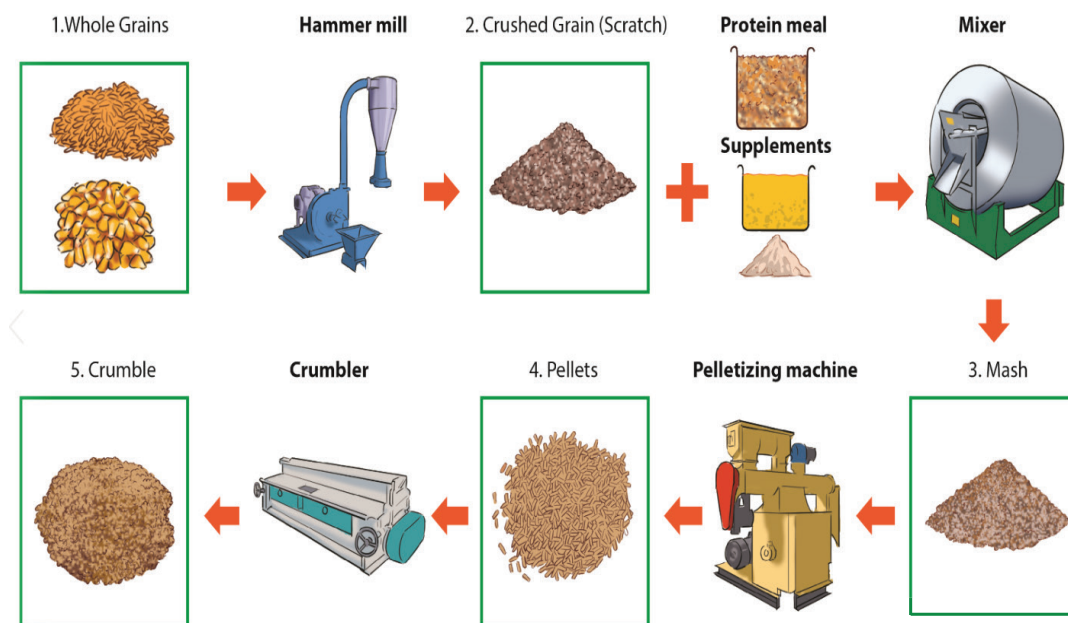 1.Whole Grains
Hammer mill
2. Crushed Grain (Scratch)
Protein meal
Mixer
Supplements
5. Crumble
Crumbler
4. Pellets
Pelletizing machine
3. Mash